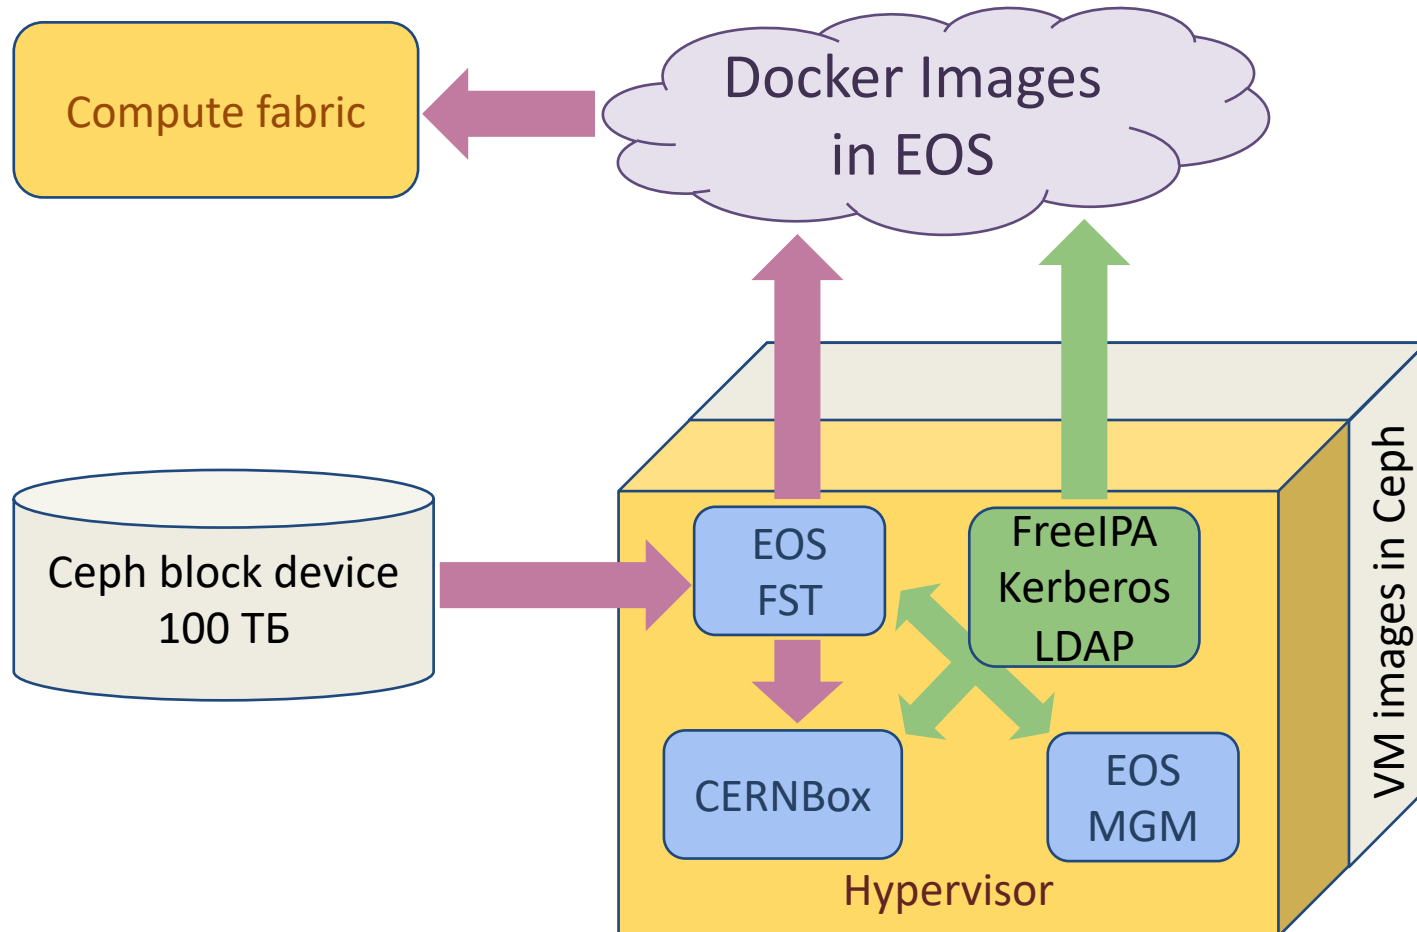 Compute fabric
Docker Images
in EOS
Ceph block device
100 ТБ
EOS
FST
FreeIPA
Kerberos
LDAP
CERNBox
EOS
MGM
Hypervisor
VM images in Ceph